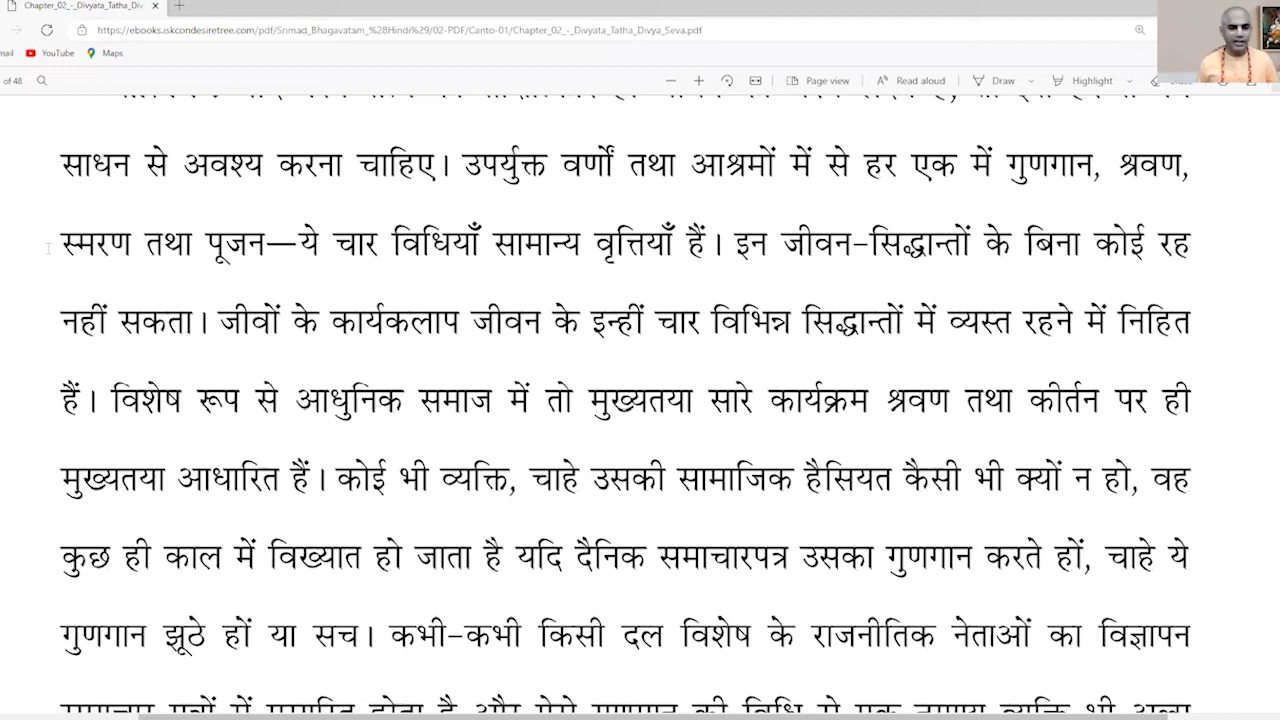 Chapter_02_-_Divyata_Tatha_Div
https://ebooks.iskcondesiretree.com/pdf/Srimad_Bhagavatam_%28Hindi%29/02-PDF/Canto-01/Chapter_02_-_Divyata_Tatha_Divya_Seva.pdf
mail YouTube Maps
of 48 Page view Read aloud Draw Highlight
साधन से अवश्य करना चाहिए। उपर्युक्त वर्णों तथा आश्रमों में से हर एक में गुणगान, श्रवण,
स्मरण तथा पूजन—ये चार विधियाँ सामान्य वृत्तियाँ हैं। इन जीवन-सिद्धान्तों के बिना कोई रह
नहीं सकता। जीवों के कार्यकलाप जीवन के इन्हीं चार विभिन्न सिद्धान्तों में व्यस्त रहने में निहित
हैं। विशेष रूप से आधुनिक समाज में तो मुख्यतया सारे कार्यक्रम श्रवण तथा कीर्तन पर ही
मुख्यतया आधारित हैं। कोई भी व्यक्ति, चाहे उसकी सामाजिक हैसियत कैसी भी क्यों न हो, वह
कुछ ही काल में विख्यात हो जाता है यदि दैनिक समाचारपत्र उसका गुणगान करते हों, चाहे ये
गुणगान झूठे हों या सच। कभी-कभी किसी दल विशेष के राजनीतिक नेताओं का विज्ञापन